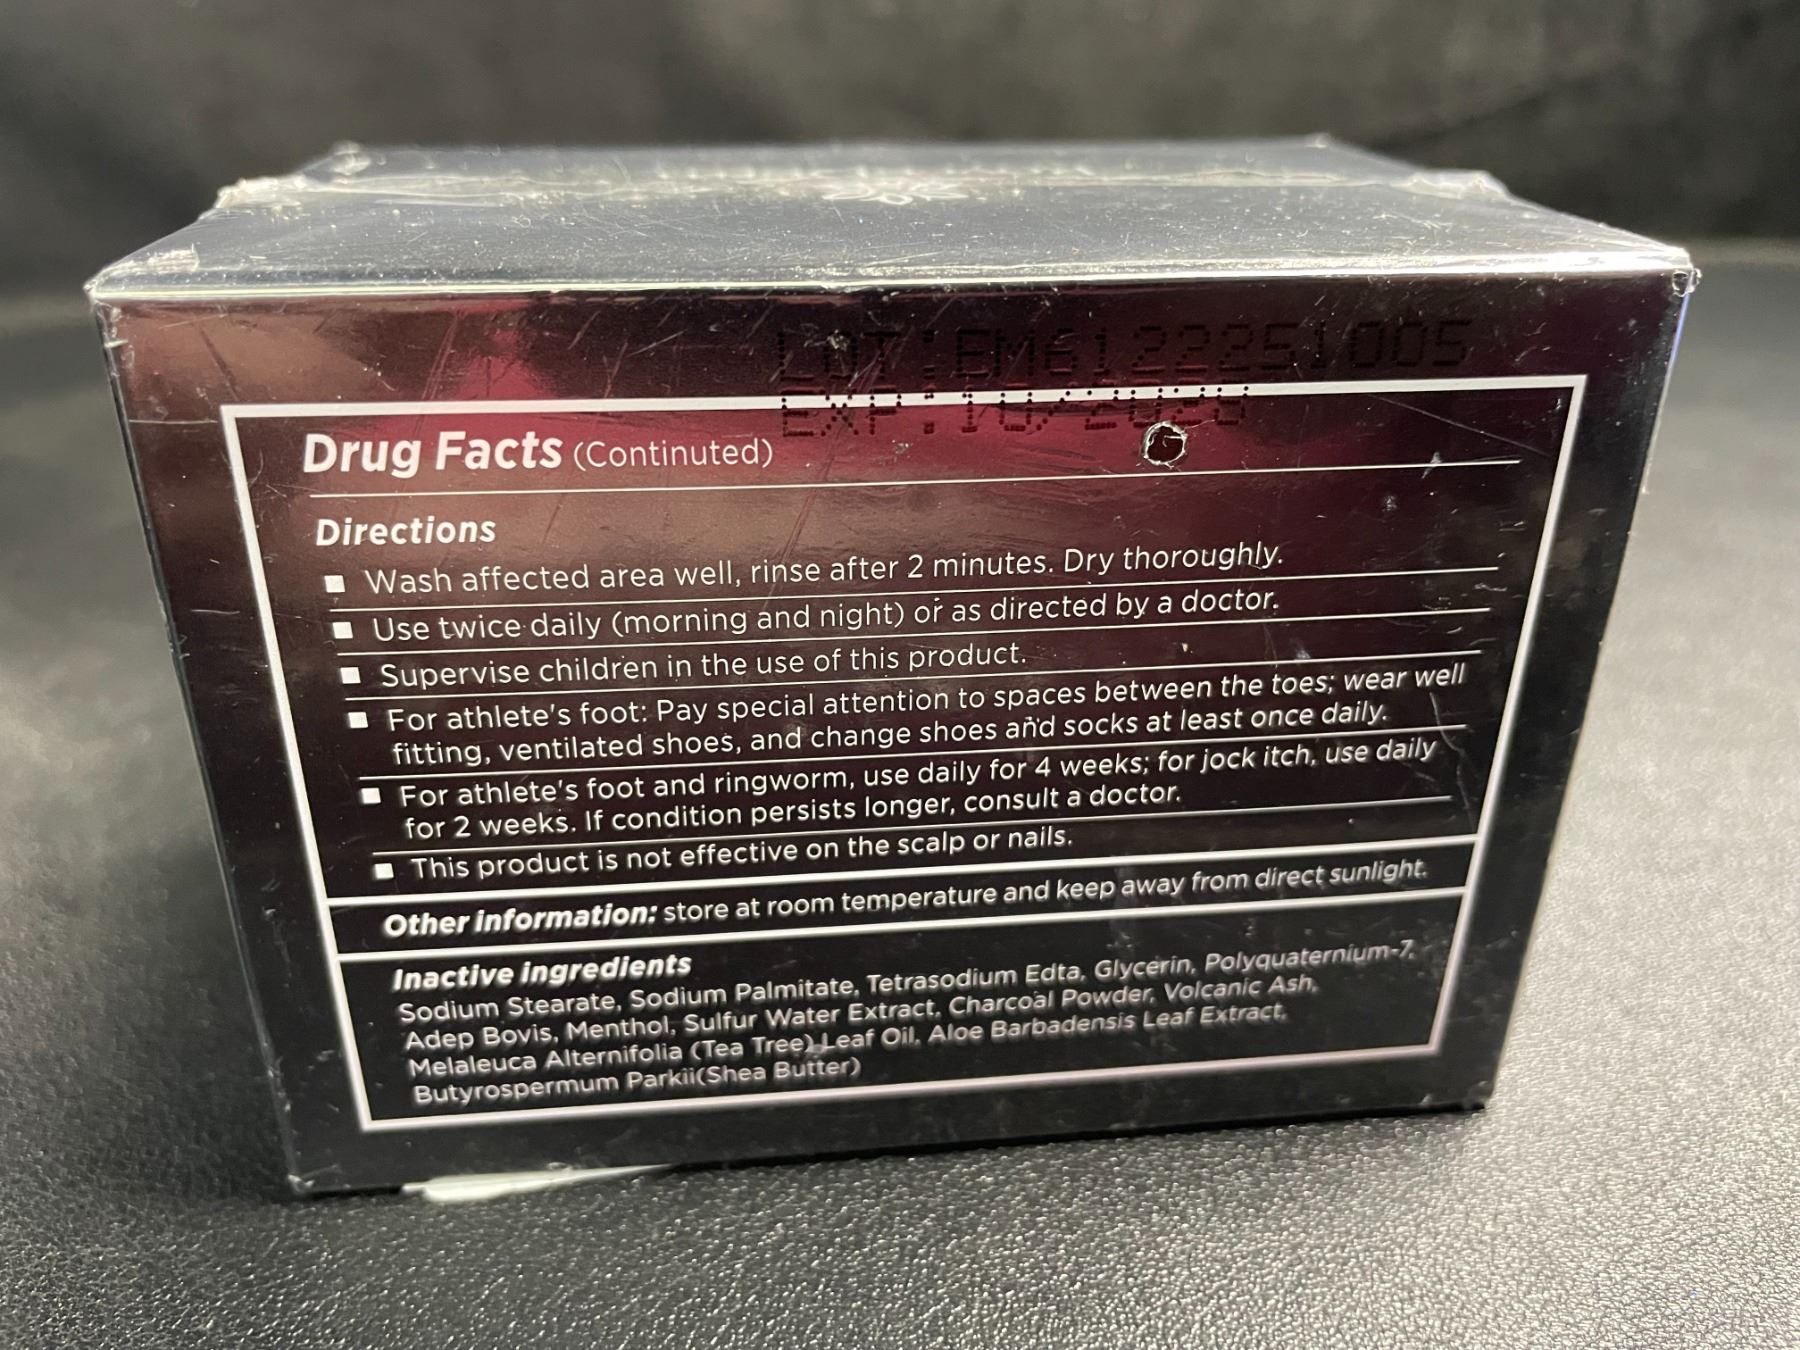 LOT:EM6122251005
Drug Facts (Continuted)
Directions
■ Wash affected area well, rinse after 2 minutes. Dry thoroughly.
■ Use twice daily (morning and night) or as directed by a doctor.
■ Supervise children in the use of this product.
■ For athlete's foot: Pay special attention to spaces between the toes; wear well
fitting, ventilated shoes, and change shoes and socks at least once daily.
■ For athlete's foot and ringworm, use daily for 4 weeks; for jock itch, use daily
for 2 weeks. If condition persists longer, consult a doctor.
■ This product is not effective on the scalp or nails.
Other information: store at room temperature and keep away from direct sunlight.
Inactive ingredients
Sodium Stearate, Sodium Palmitate, Tetrasodium Edta, Glycerin, Polyquaternium-7,
Adep Bovis, Menthol, Sulfur Water Extract, Charcoal Powder, Volcanic Ash,
Melaleuca Alternifolia (Tea Tree) Leaf Oil, Aloe Barbadensis Leaf Extract,
Butyrospermum Parkii(Shea Butter)